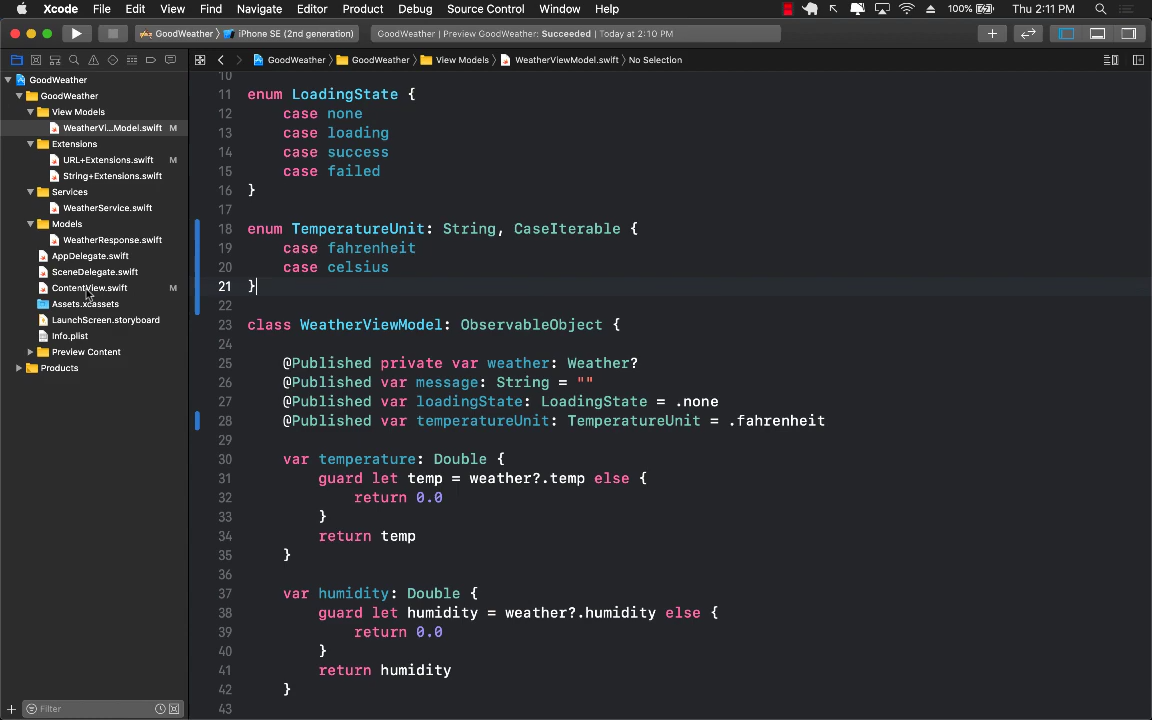 Xcode File Edit View Find Navigate Editor Product Debug Source Control Window Help 100% Thu 2:11 PM
GoodWeather iPhone SE (2nd generation) GoodWeather | Preview GoodWeather: Succeeded | Today at 2:10 PM
GoodWeather GoodWeather View Models WeatherViewModel.swift No Selection
GoodWeather
GoodWeather
View Models
WeatherVi...Model.swift M
Extensions
URL+Extensions.swift M
String+Extensions.swift
Services
WeatherService.swift
Models
WeatherResponse.swift
AppDelegate.swift
SceneDelegate.swift
ContentView.swift M
Assets.xcassets
LaunchScreen.storyboard
Info.plist
Preview Content
Products
Filter
10
11 enum LoadingState {
12 case none
13 case loading
14 case success
15 case failed
16 }
17
18 enum TemperatureUnit: String, CaseIterable {
19 case fahrenheit
20 case celsius
21 }
22
23 class WeatherViewModel: ObservableObject {
24
25 @Published private var weather: Weather?
26 @Published var message: String = ""
27 @Published var loadingState: LoadingState = .none
28 @Published var temperatureUnit: TemperatureUnit = .fahrenheit
29
30 var temperature: Double {
31 guard let temp = weather?.temp else {
32 return 0.0
33 }
34 return temp
35 }
36
37 var humidity: Double {
38 guard let humidity = weather?.humidity else {
39 return 0.0
40 }
41 return humidity
42 }
43